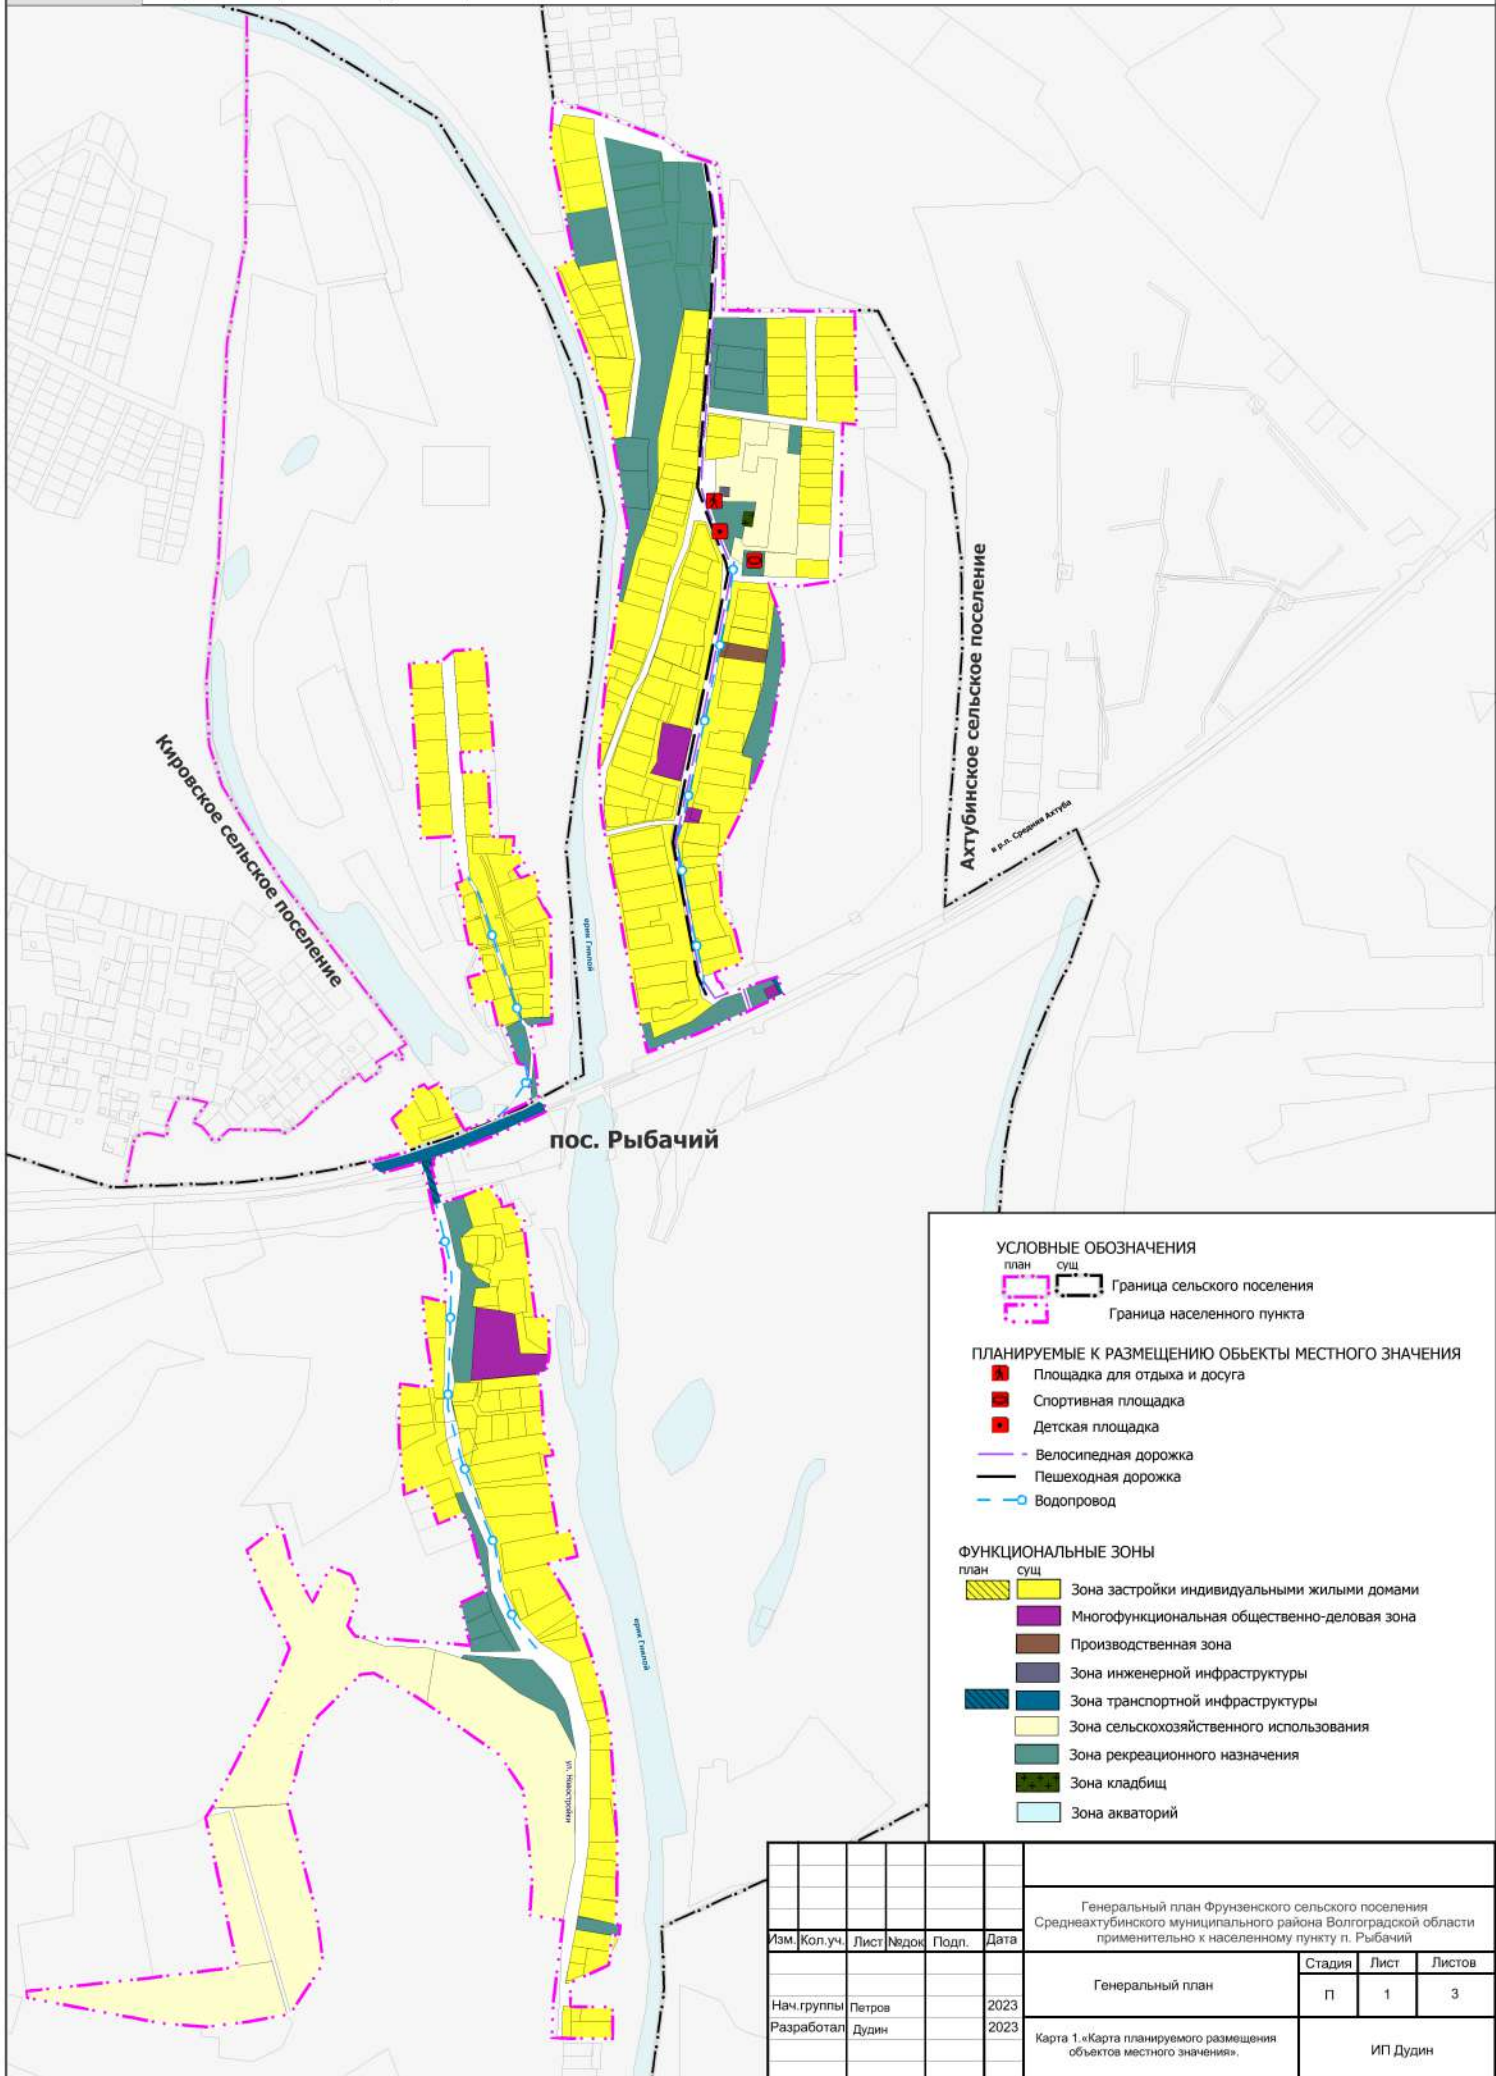 Ахтубинское сельское поселение
Кировское сельское поселение
в р.п. Средняя Ахтуба
ерик Гнилой
пос. Рыбачий
ерик Гнилой
ул. Новостройки
УСЛОВНЫЕ ОБОЗНАЧЕНИЯ
план сущ
Граница сельского поселения
Граница населенного пункта
ПЛАНИРУЕМЫЕ К РАЗМЕЩЕНИЮ ОБЬЕКТЫ МЕСТНОГО ЗНАЧЕНИЯ
Площадка для отдыха и досуга
Спортивная площадка
Детская площадка
Велосипедная дорожка
Пешеходная дорожка
Водопровод
ФУНКЦИОНАЛЬНЫЕ ЗОНЫ
план сущ
Зона застройки индивидуальными жилыми домами
Многофункциональная общественно-деловая зона
Производственная зона
Зона инженерной инфраструктуры
Зона транспортной инфраструктуры
Зона сельскохозяйственного использования
Зона рекреационного назначения
Зона кладбищ
Зона акваторий
Генеральный план Фрунзенского сельского поселения
Среднеахтубинского муниципального района Волгоградской области
применительно к населенному пункту п. Рыбачий
Изм. Кол.уч. Лист №док Подп. Дата
Генеральный план
Стадия Лист Листов
П 1 3
Нач.группы Петров 2023
Разработал Дудин 2023
Карта 1.«Карта планируемого размещения
объектов местного значения».
ИП Дудин